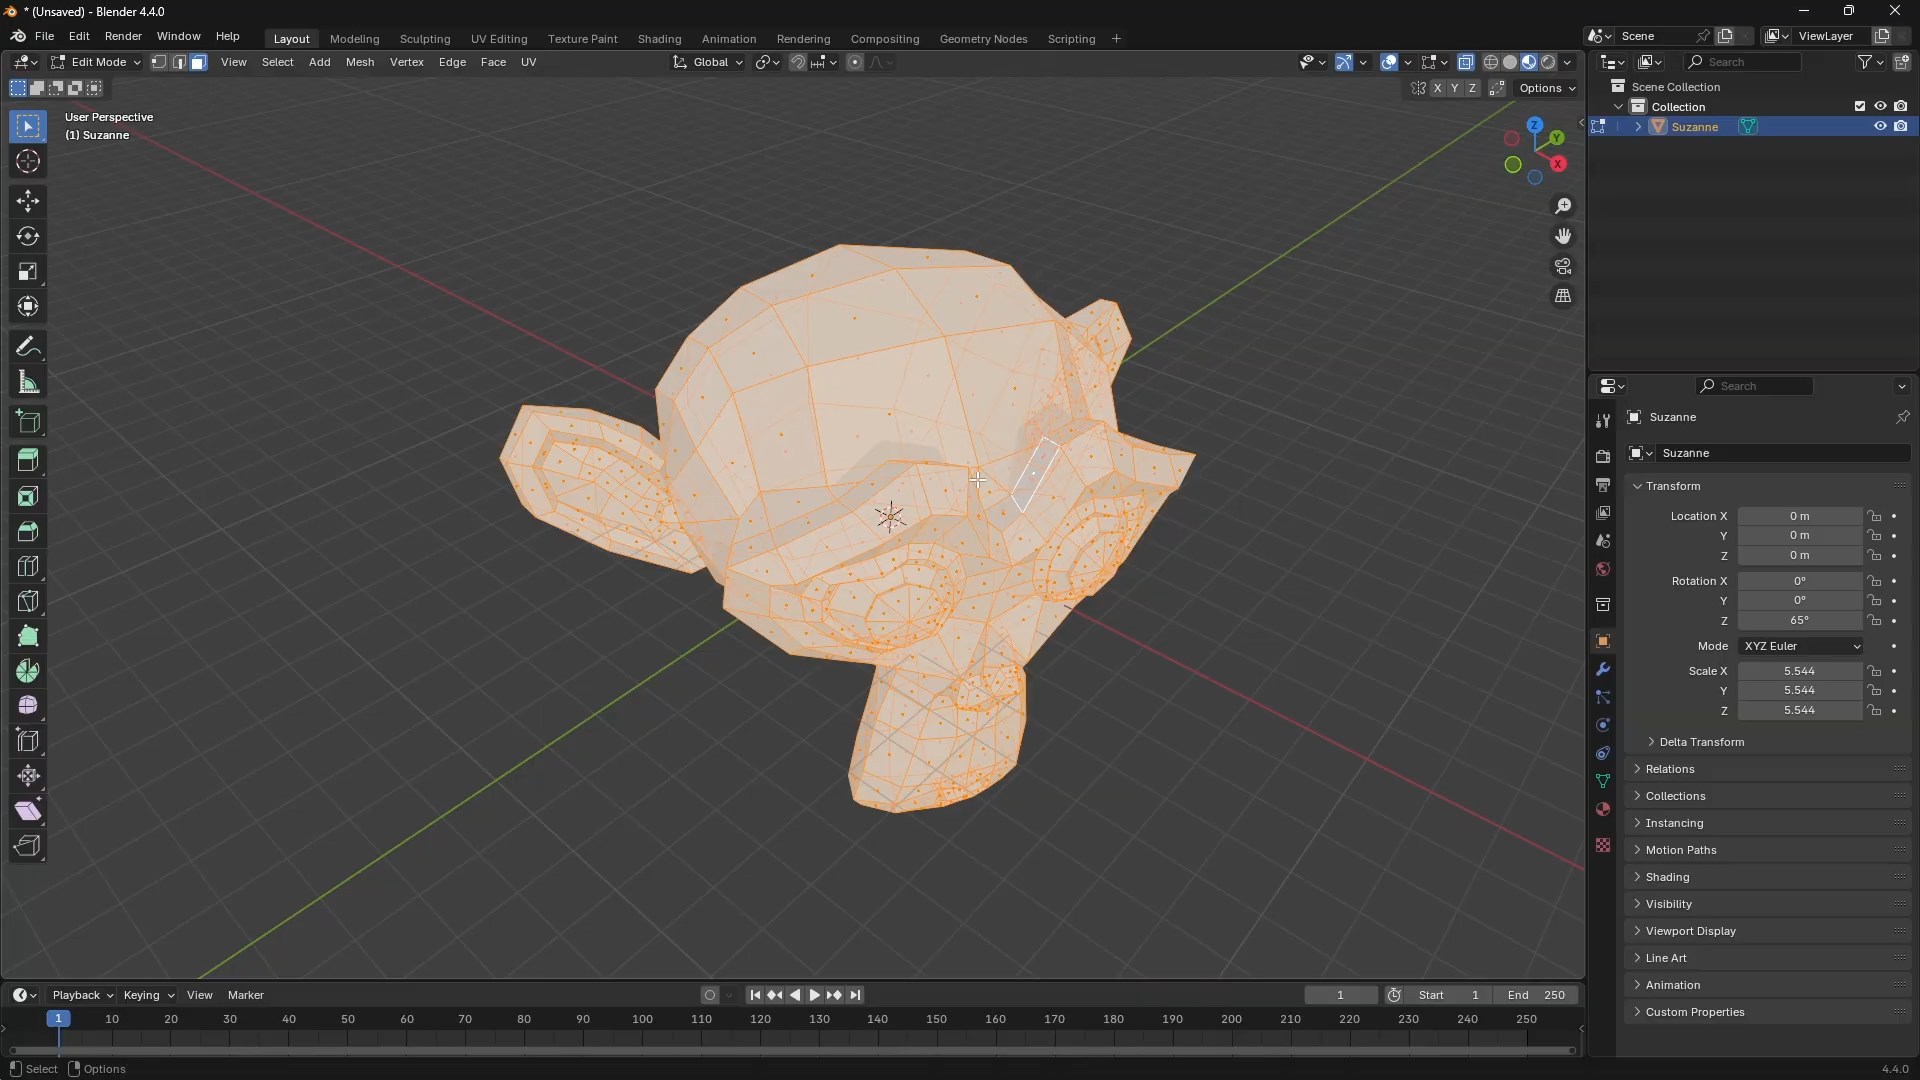 * (Unsaved) - Blender 4.4.0
File Edit Render Window Help Layout Modeling Sculpting UV Editing Texture Paint Shading Animation Rendering Compositing Geometry Nodes Scripting + Scene ViewLayer
Edit Mode View Select Add Mesh Vertex Edge Face UV Global Search
X Y Z Options
Scene Collection
Collection
User Perspective
(1) Suzanne
Suzanne
Z
Y
X
Search
Suzanne
Suzanne
Transform
Location X 0 m
Y 0 m
Z 0 m
Rotation X 0°
Y 0°
Z 65°
Mode XYZ Euler
Scale X 5.544
Y 5.544
Z 5.544
Delta Transform
Relations
Collections
Instancing
Motion Paths
Shading
Visibility
Viewport Display
Line Art
Animation
Custom Properties
Playback Keying View Marker 1 Start 1 End 250
1 10 20 30 40 50 60 70 80 90 100 110 120 130 140 150 160 170 180 190 200 210 220 230 240 250
Select Options 4.4.0